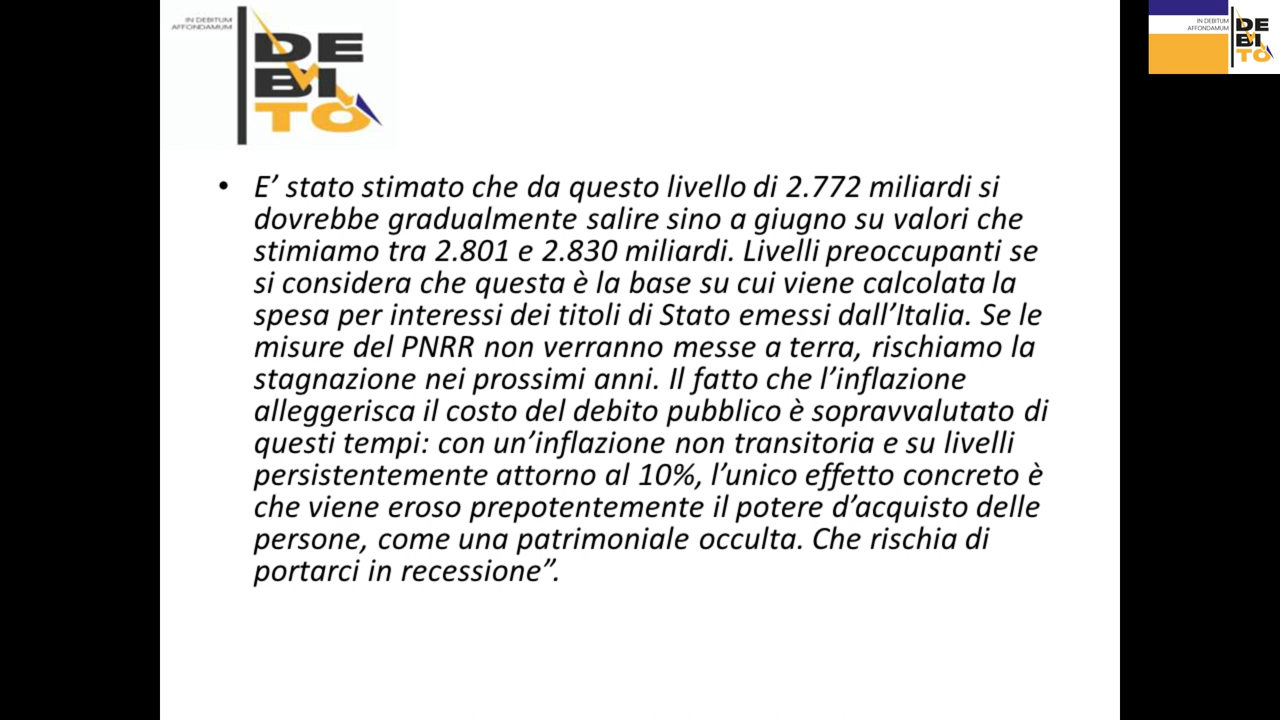 IN DEBITUM
AFFONDAMUM
DE
BI
TO
IN DEBITUM
AFFONDAMUM
DE
BI
TO
• E’ stato stimato che da questo livello di 2.772 miliardi si
dovrebbe gradualmente salire sino a giugno su valori che
stimiamo tra 2.801 e 2.830 miliardi. Livelli preoccupanti se
si considera che questa è la base su cui viene calcolata la
spesa per interessi dei titoli di Stato emessi dall’Italia. Se le
misure del PNRR non verranno messe a terra, rischiamo la
stagnazione nei prossimi anni. Il fatto che l’inflazione
alleggerisca il costo del debito pubblico è sopravvalutato di
questi tempi: con un’inflazione non transitoria e su livelli
persistentemente attorno al 10%, l’unico effetto concreto è
che viene eroso prepotentemente il potere d’acquisto delle
persone, come una patrimoniale occulta. Che rischia di
portarci in recessione”.